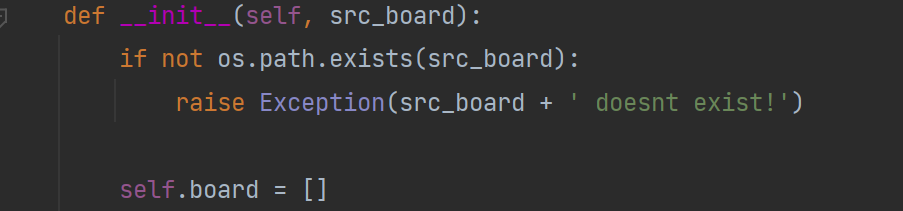 def __init__(self, src_board):
if not os.path.exists(src_board):
raise Exception(src_board + ' doesnt exist!')
self.board = []